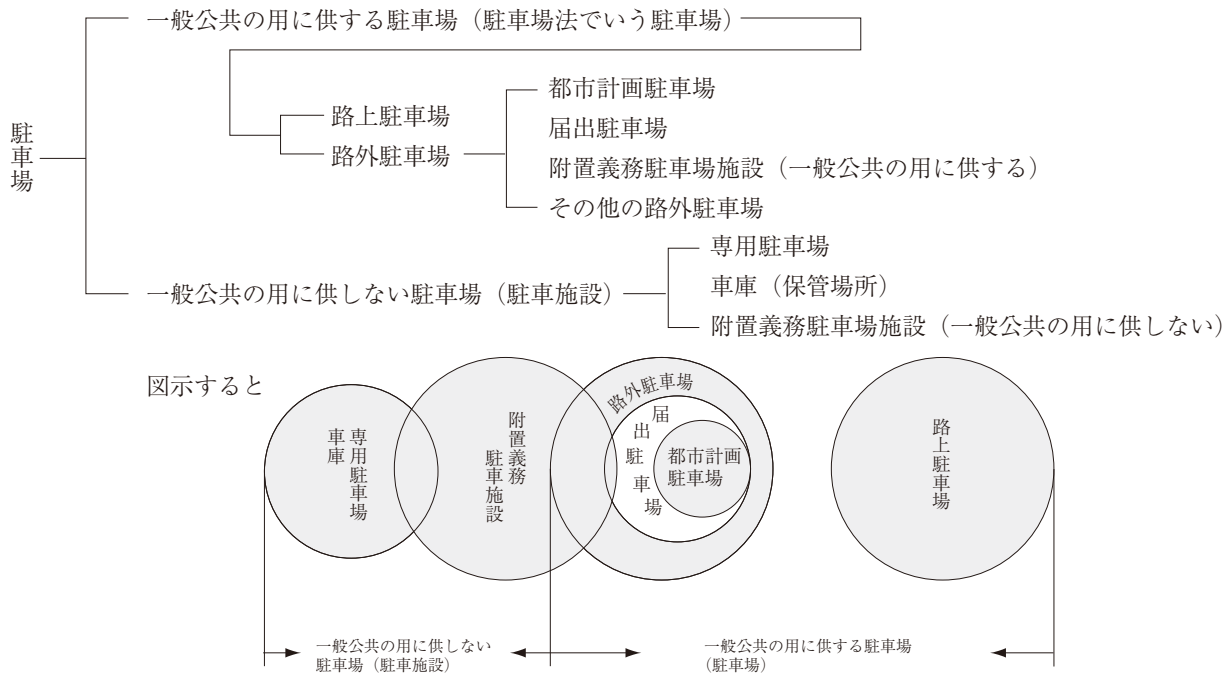 一般公共の用に供する駐車場（駐車場法でいう駐車場）
駐車場
路上駐車場
路外駐車場
都市計画駐車場
届出駐車場
附置義務駐車場施設（一般公共の用に供する）
その他の路外駐車場
一般公共の用に供しない駐車場（駐車施設）
専用駐車場
車庫（保管場所）
附置義務駐車場施設（一般公共の用に供しない）
図示すると
専用駐車場
車庫
附置義務
駐車施設
路外駐車場
届出駐車場
都市計画
駐車場
路上駐車場
一般公共の用に供しない
駐車場（駐車施設）
一般公共の用に供する駐車場
（駐車場）